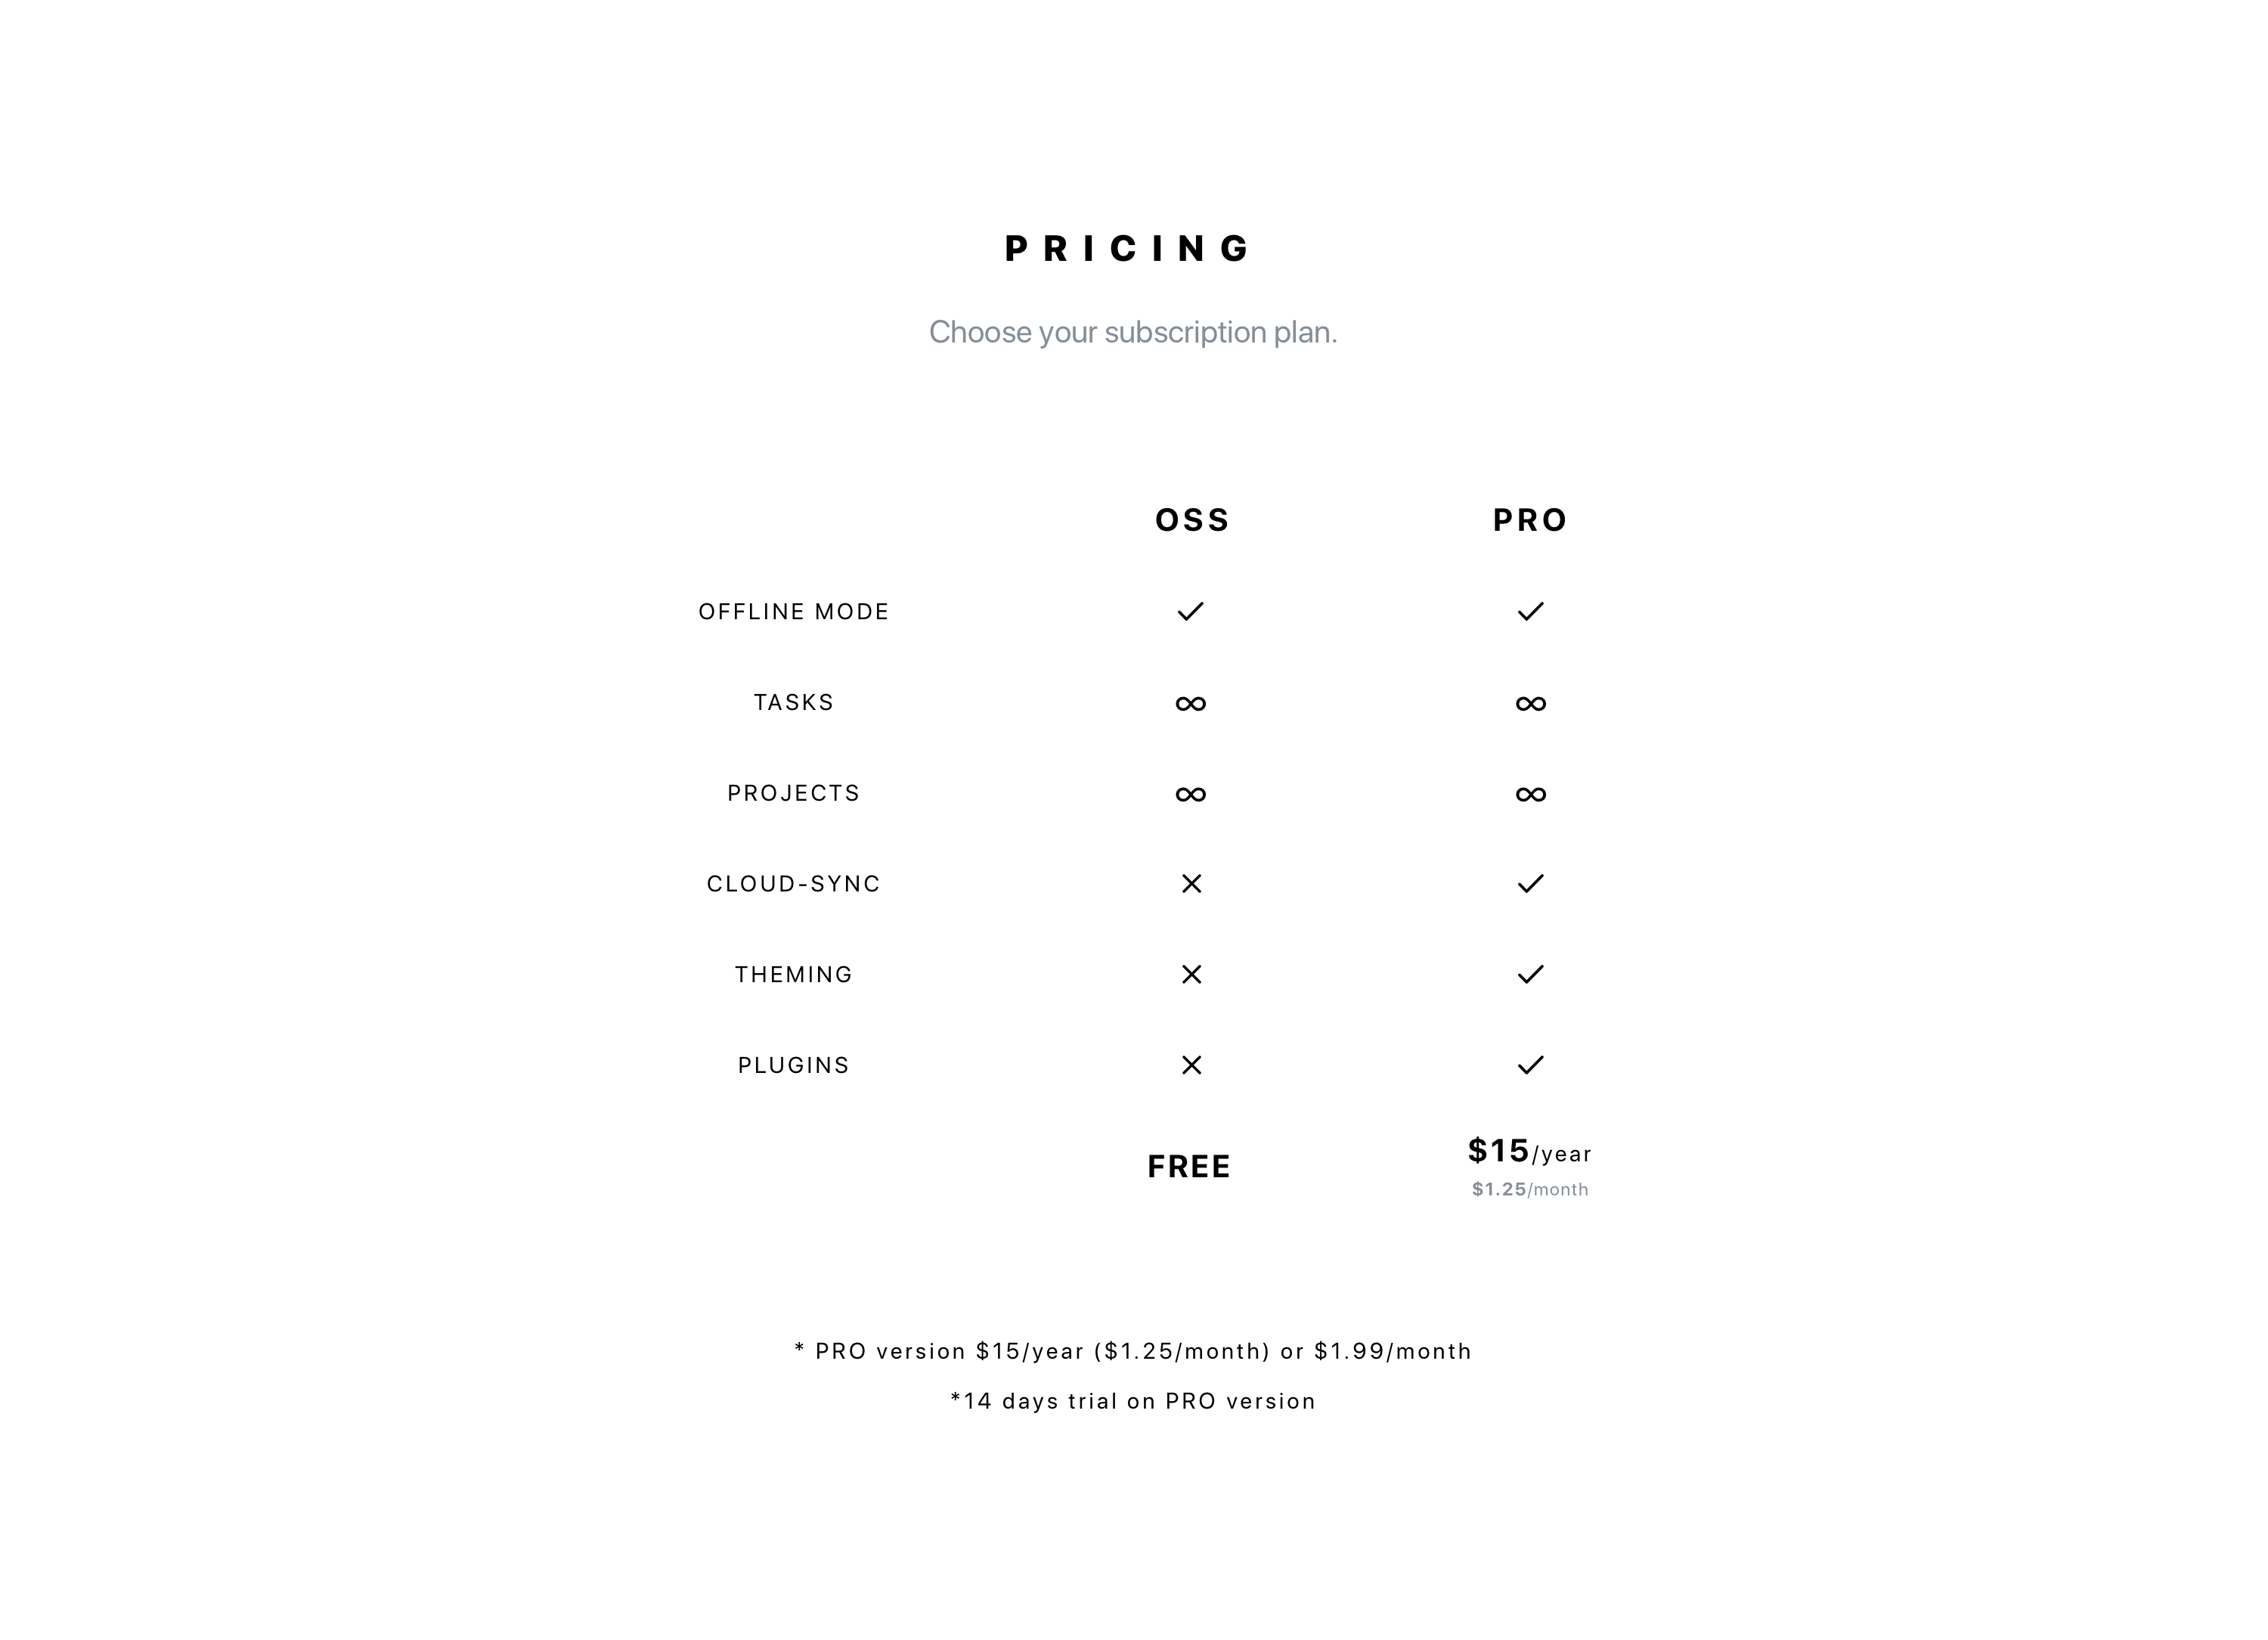 PRICING
Choose your subscription plan.
OSS PRO
OFFLINE MODE ✓ ✓
TASKS ∞ ∞
PROJECTS ∞ ∞
CLOUD-SYNC ✕ ✓
THEMING ✕ ✓
PLUGINS ✕ ✓
FREE $15/year
$1.25/month
* PRO version $15/year ($1.25/month) or $1.99/month
*14 days trial on PRO version